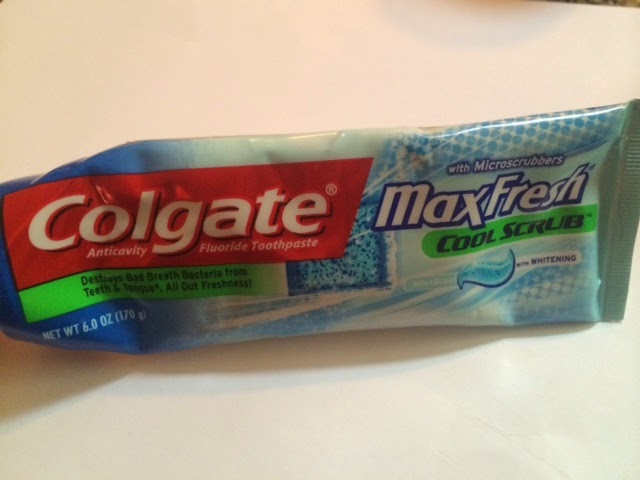 Colgate®
Anticavity Fluoride Toothpaste
Destroys Bad Breath Bacteria from
Teeth & Tongue*. All Out Freshness!
NET WT 6.0 OZ (170 g)
with Microscrubbers
MaxFresh®
COOL SCRUB™
WITH WHITENING